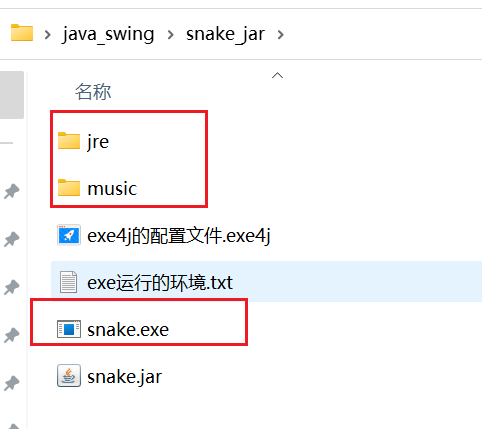 java_swing > snake_jar >
名称
jre
music
exe4j的配置文件.exe4j
exe运行的环境.txt
snake.exe
snake.jar